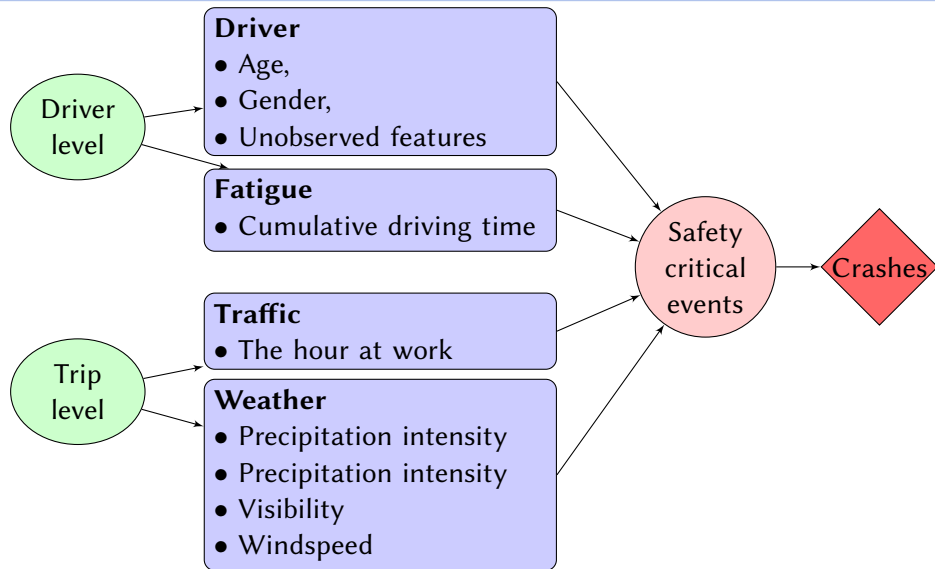 Driver
level
Driver
• Age,
• Gender,
• Unobserved features
Fatigue
• Cumulative driving time
Trip
level
Traffic
• The hour at work
Weather
• Precipitation intensity
• Precipitation intensity
• Visibility
• Windspeed
Safety
critical
events
Crashes